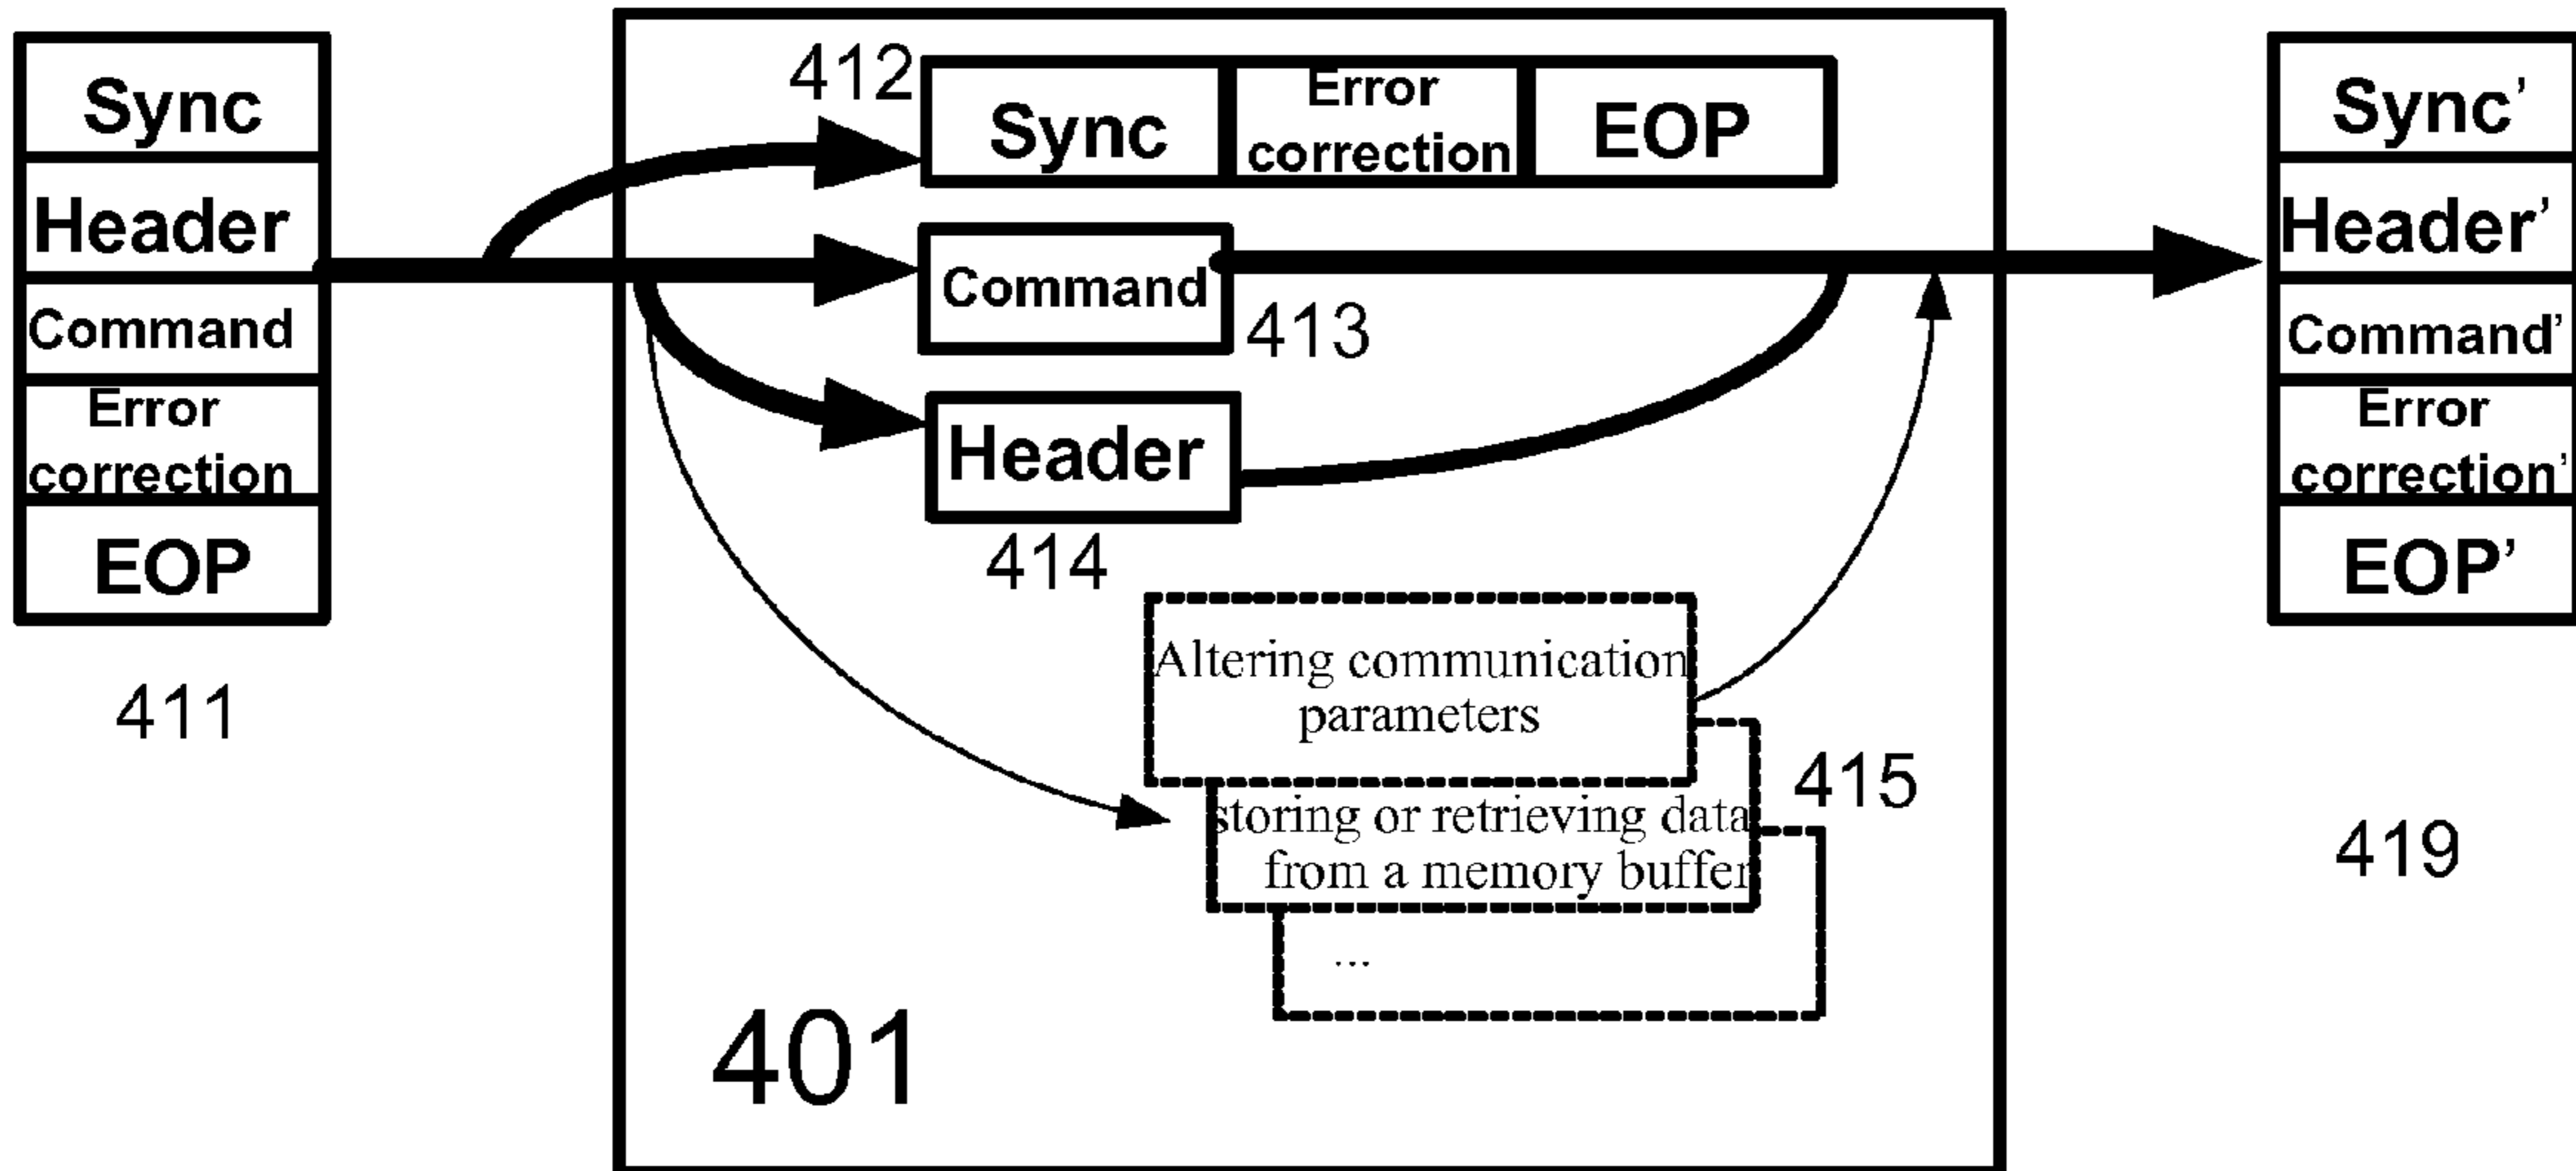 Sync
Header
Command
Error
correction
EOP
411
412
Sync
Error
correction
EOP
Command
413
Header
414
Altering communication
parameters
storing or retrieving data
from a memory buffer
...
415
401
Sync’
Header’
Command’
Error
correction’
EOP’
419